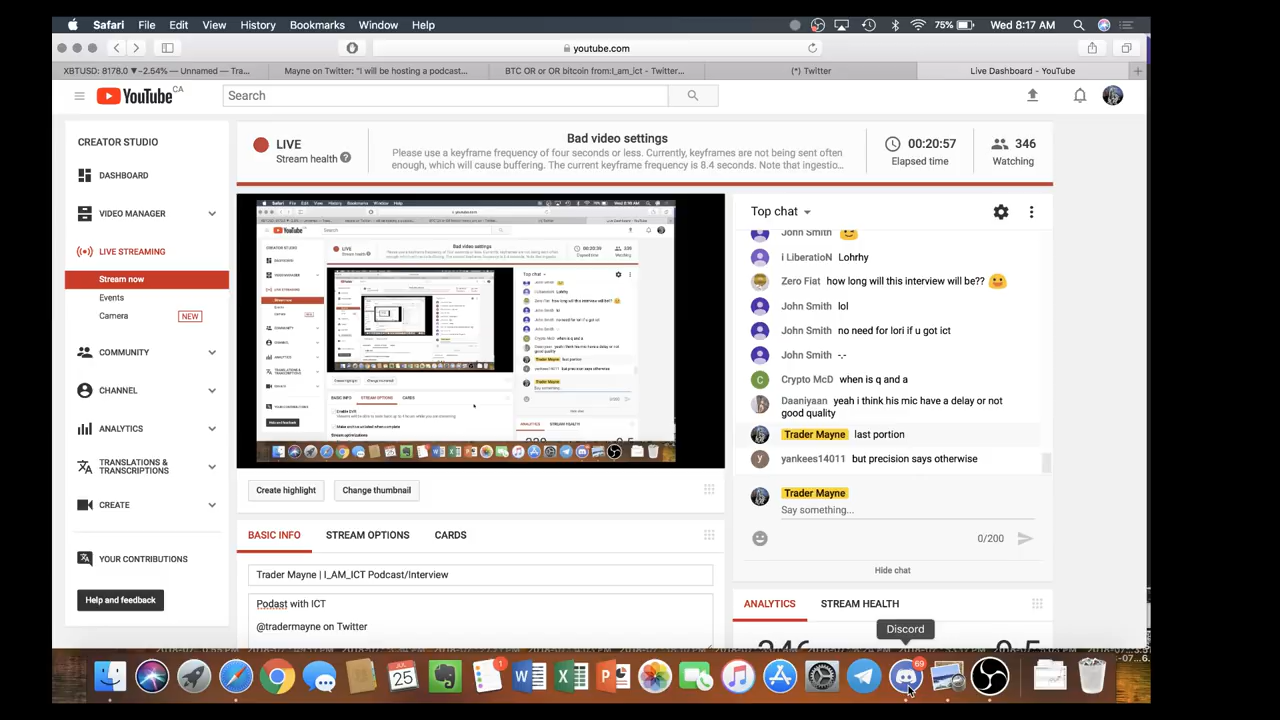 Safari File Edit View History Bookmarks Window Help 75% Wed 8:17 AM
youtube.com
XBTUSD: 8178.0 ▼-2.54% — Unnamed — Tra...
Mayne on Twitter: "I will be hosting a podcast...
BTC OR or OR bitcoin from:I_am_ict - Twitter...
(*) Twitter
Live Dashboard - YouTube
YouTube CA
Search
CREATOR STUDIO
DASHBOARD
VIDEO MANAGER
LIVE STREAMING
Stream now
Events
Camera NEW
COMMUNITY
CHANNEL
ANALYTICS
TRANSLATIONS &
TRANSCRIPTIONS
CREATE
YOUR CONTRIBUTIONS
Help and feedback
LIVE
Stream health
Bad video settings
Please use a keyframe frequency of four seconds or less. Currently, keyframes are not being sent often
enough, which will cause buffering. The current keyframe frequency is 8.4 seconds. Note that ingestio...
00:20:57
Elapsed time
346
Watching
Create highlight
Change thumbnail
BASIC INFO STREAM OPTIONS CARDS
Trader Mayne | I_AM_ICT Podcast/Interview
Podast with ICT
@tradermayne on Twitter
Top chat
John Smith
i LiberatioN Lohrhy
Zero Fiat how long will this interview will be??
John Smith lol
John Smith no need for lori if u got ict
John Smith -.-
Crypto McD when is q and a
Daaniyaan yeah i think his mic have a delay or not
good quality
Trader Mayne last portion
yankees14011 but precision says otherwise
Trader Mayne
Say something...
0/200
Hide chat
ANALYTICS STREAM HEALTH
Discord
JUL
25
1
69